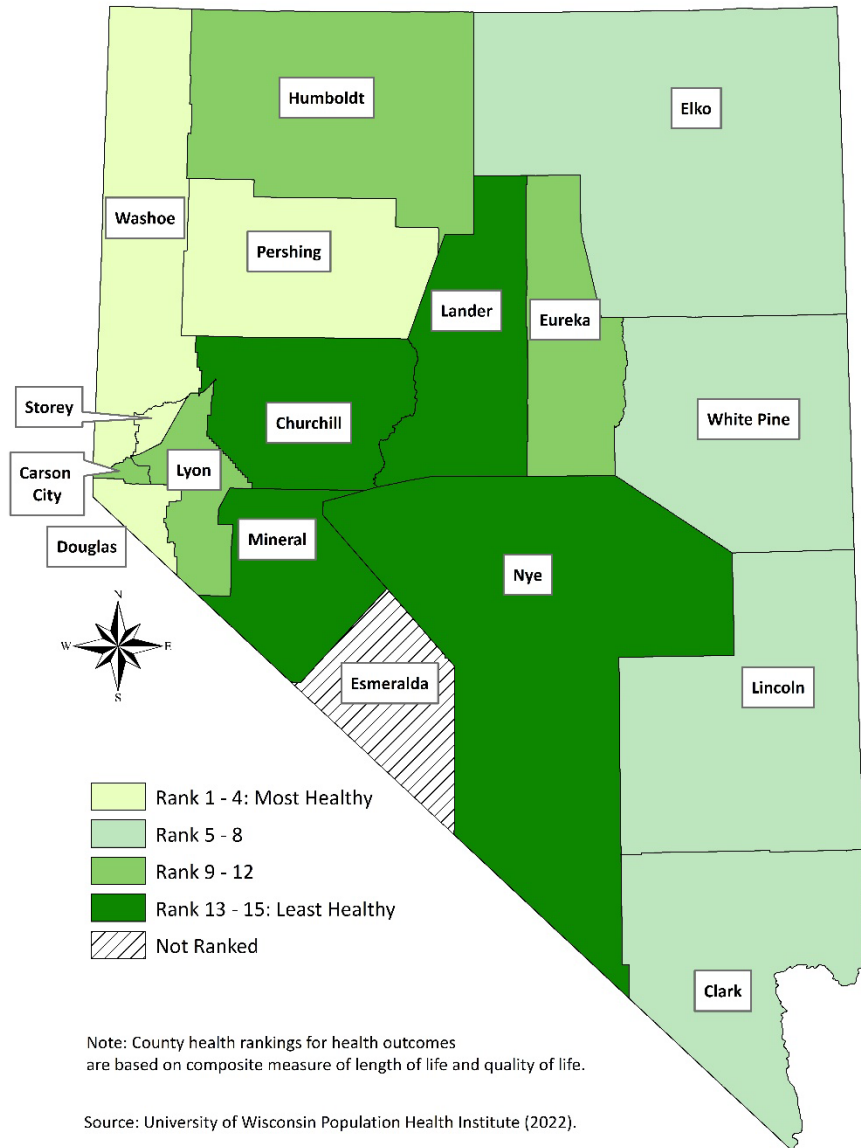 Humboldt
Elko
Washoe
Pershing
Lander
Eureka
Storey
Churchill
White Pine
Carson
City
Lyon
Douglas
Mineral
Nye
N
W
E
S
Esmeralda
Lincoln
Rank 1 - 4: Most Healthy
Rank 5 - 8
Rank 9 - 12
Rank 13 - 15: Least Healthy
Not Ranked
Clark
Note: County health rankings for health outcomes
are based on composite measure of length of life and quality of life.
Source: University of Wisconsin Population Health Institute (2022).